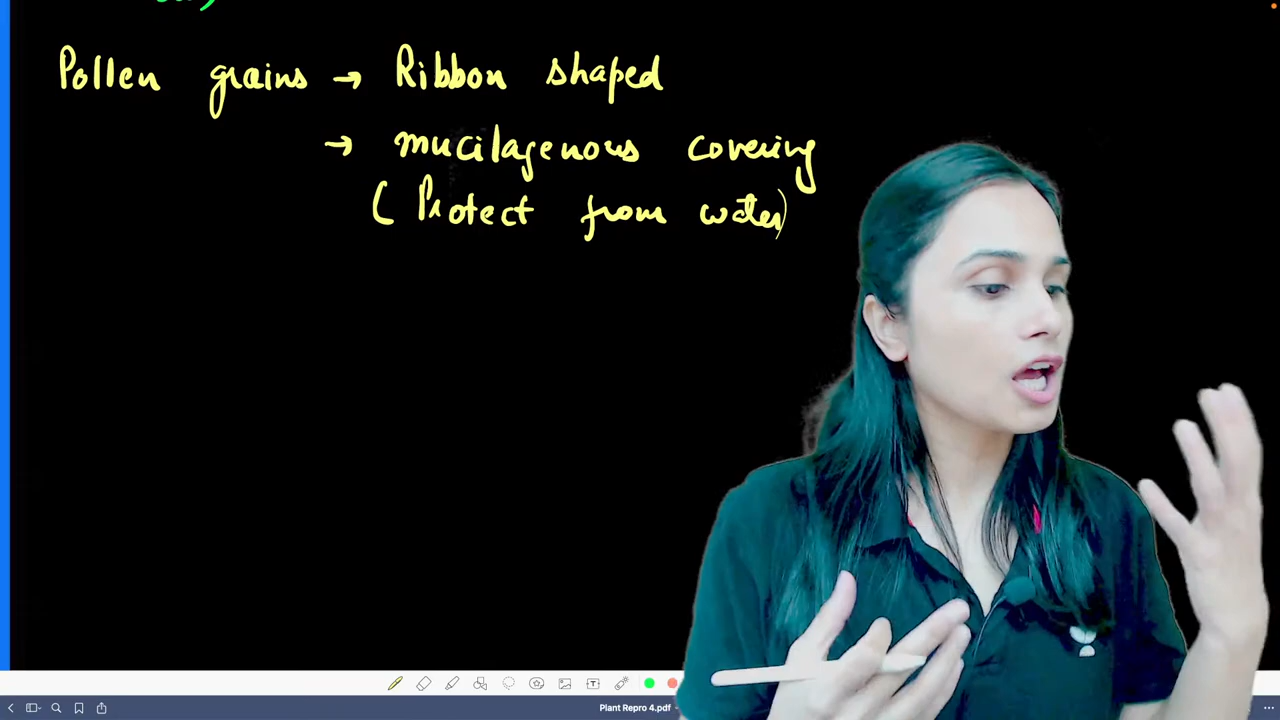 Pollen grains → Ribbon shaped
→ mucilagenous covering
(Protect from water)
Plant Repro 4.pdf